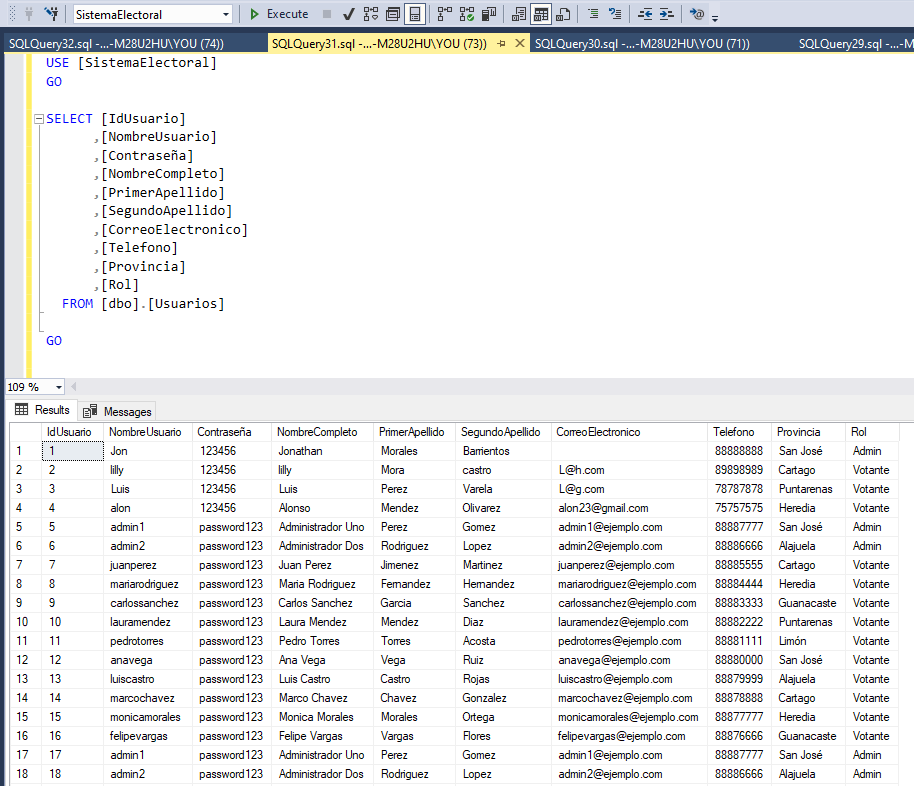 SistemaElectoral Execute
SQLQuery32.sql -...-M28U2HU\YOU (74)) SQLQuery31.sql -...-M28U2HU\YOU (73)) SQLQuery30.sql -...-M28U2HU\YOU (71)) SQLQuery29.sql -...-M
USE [SistemaElectoral]
GO
SELECT [IdUsuario]
,[NombreUsuario]
,[Contraseña]
,[NombreCompleto]
,[PrimerApellido]
,[SegundoApellido]
,[CorreoElectronico]
,[Telefono]
,[Provincia]
,[Rol]
FROM [dbo].[Usuarios]
GO
109 %
Results Messages
IdUsuario NombreUsuario Contraseña NombreCompleto PrimerApellido SegundoApellido CorreoElectronico Telefono Provincia Rol
1 1 Jon 123456 Jonathan Morales Barrientos 88888888 San José Admin
2 2 lilly 123456 lilly Mora castro L@h.com 89898989 Cartago Votante
3 3 Luis 123456 Luis Perez Varela L@g.com 78787878 Puntarenas Votante
4 4 alon 123456 Alonso Mendez Olivarez alon23@gmail.com 75757575 Heredia Votante
5 5 admin1 password123 Administrador Uno Perez Gomez admin1@ejemplo.com 88887777 San José Admin
6 6 admin2 password123 Administrador Dos Rodriguez Lopez admin2@ejemplo.com 88886666 Alajuela Admin
7 7 juanperez password123 Juan Perez Jimenez Martinez juanperez@ejemplo.com 88885555 Cartago Votante
8 8 mariarodriguez password123 Maria Rodriguez Fernandez Hernandez mariarodriguez@ejemplo.com 88884444 Heredia Votante
9 9 carlossanchez password123 Carlos Sanchez Garcia Sanchez carlossanchez@ejemplo.com 88883333 Guanacaste Votante
10 10 lauramendez password123 Laura Mendez Mendez Diaz lauramendez@ejemplo.com 88882222 Puntarenas Votante
11 11 pedrotorres password123 Pedro Torres Torres Acosta pedrotorres@ejemplo.com 88881111 Limón Votante
12 12 anavega password123 Ana Vega Vega Ruiz anavega@ejemplo.com 88880000 San José Votante
13 13 luiscastro password123 Luis Castro Castro Rojas luiscastro@ejemplo.com 88879999 Alajuela Votante
14 14 marcochavez password123 Marco Chavez Chavez Gonzalez marcochavez@ejemplo.com 88878888 Cartago Votante
15 15 monicamorales password123 Monica Morales Morales Ortega monicamorales@ejemplo.com 88877777 Heredia Votante
16 16 felipevargas password123 Felipe Vargas Vargas Flores felipevargas@ejemplo.com 88876666 Guanacaste Votante
17 17 admin1 password123 Administrador Uno Perez Gomez admin1@ejemplo.com 88887777 San José Admin
18 18 admin2 password123 Administrador Dos Rodriguez Lopez admin2@ejemplo.com 88886666 Alajuela Admin